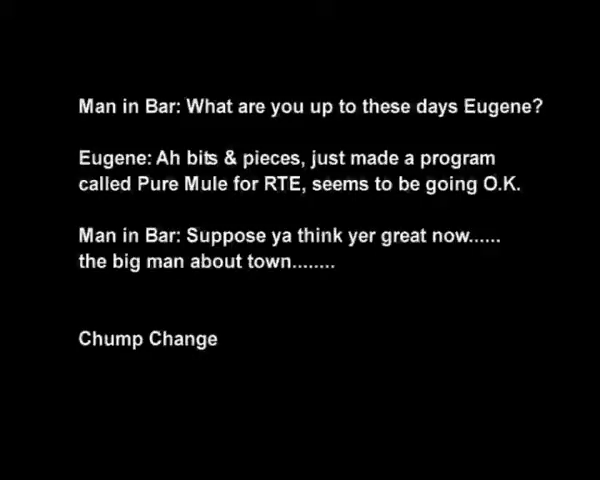 Man in Bar: What are you up to these days Eugene?
Eugene: Ah bits & pieces, just made a program
called Pure Mule for RTE, seems to be going O.K.
Man in Bar: Suppose ya think yer great now......
the big man about town........
Chump Change